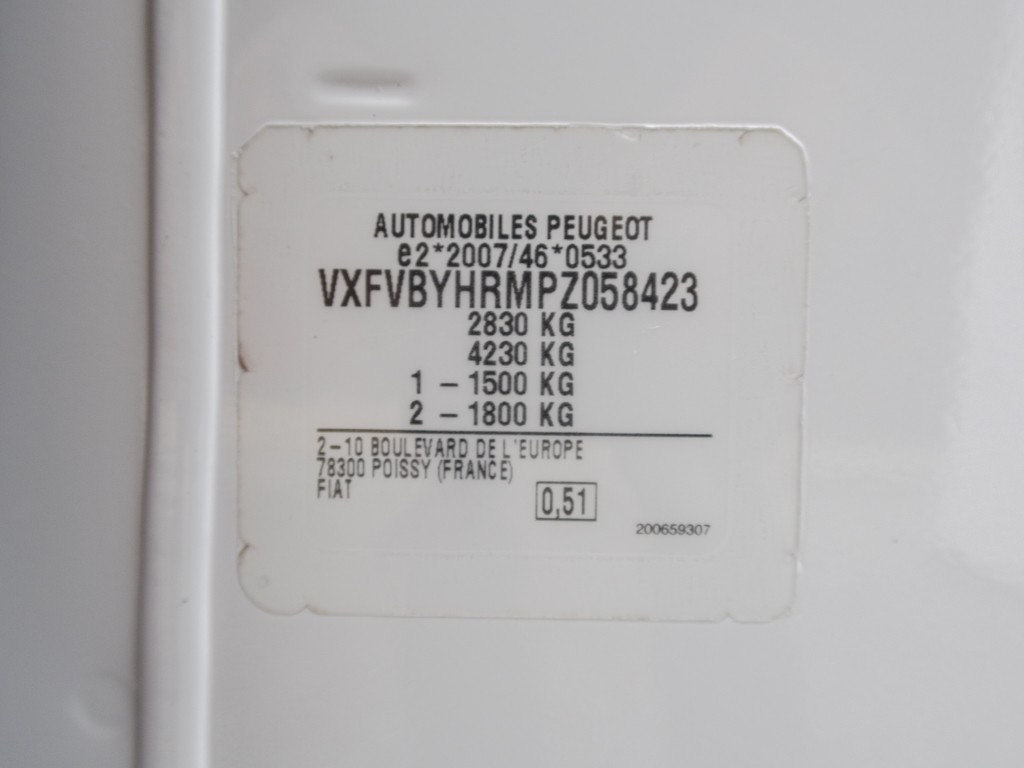 AUTOMOBILES PEUGEOT
e2*2007/46*0533
VXFVBYHRMPZ058423
2830 KG
4230 KG
1 - 1500 KG
2 - 1800 KG
2-10 BOULEVARD DE L'EUROPE
78300 POISSY (FRANCE)
FIAT
0,51
200659307